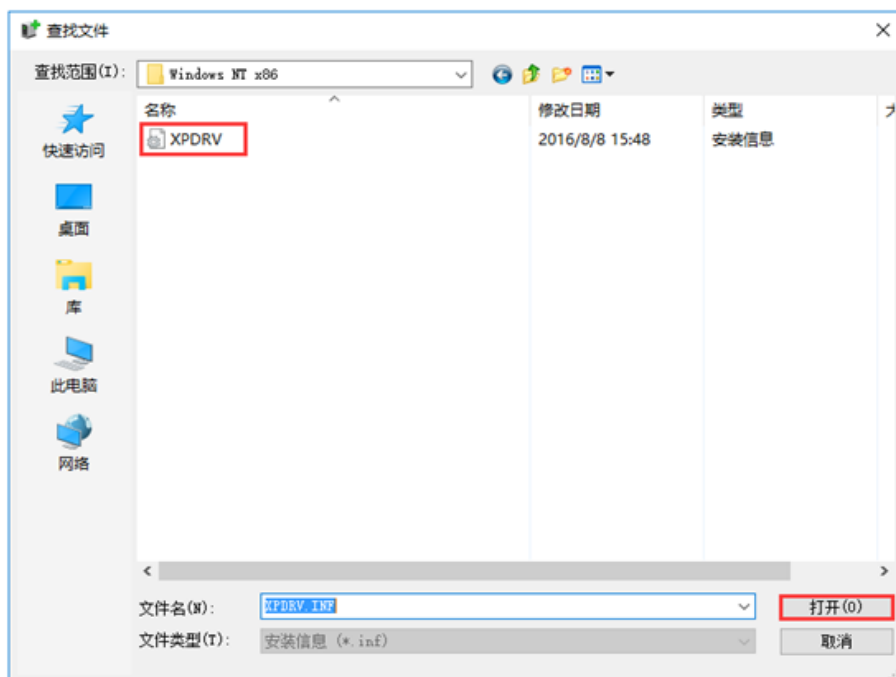 查找文件
查找范围(I):
Windows NT x86
名称
修改日期
类型
XPDRV
2016/8/8 15:48
安装信息
快速访问
桌面
库
此电脑
网络
文件名(N):
XPDRV.INF
打开(O)
文件类型(T):
安装信息 (*.inf)
取消